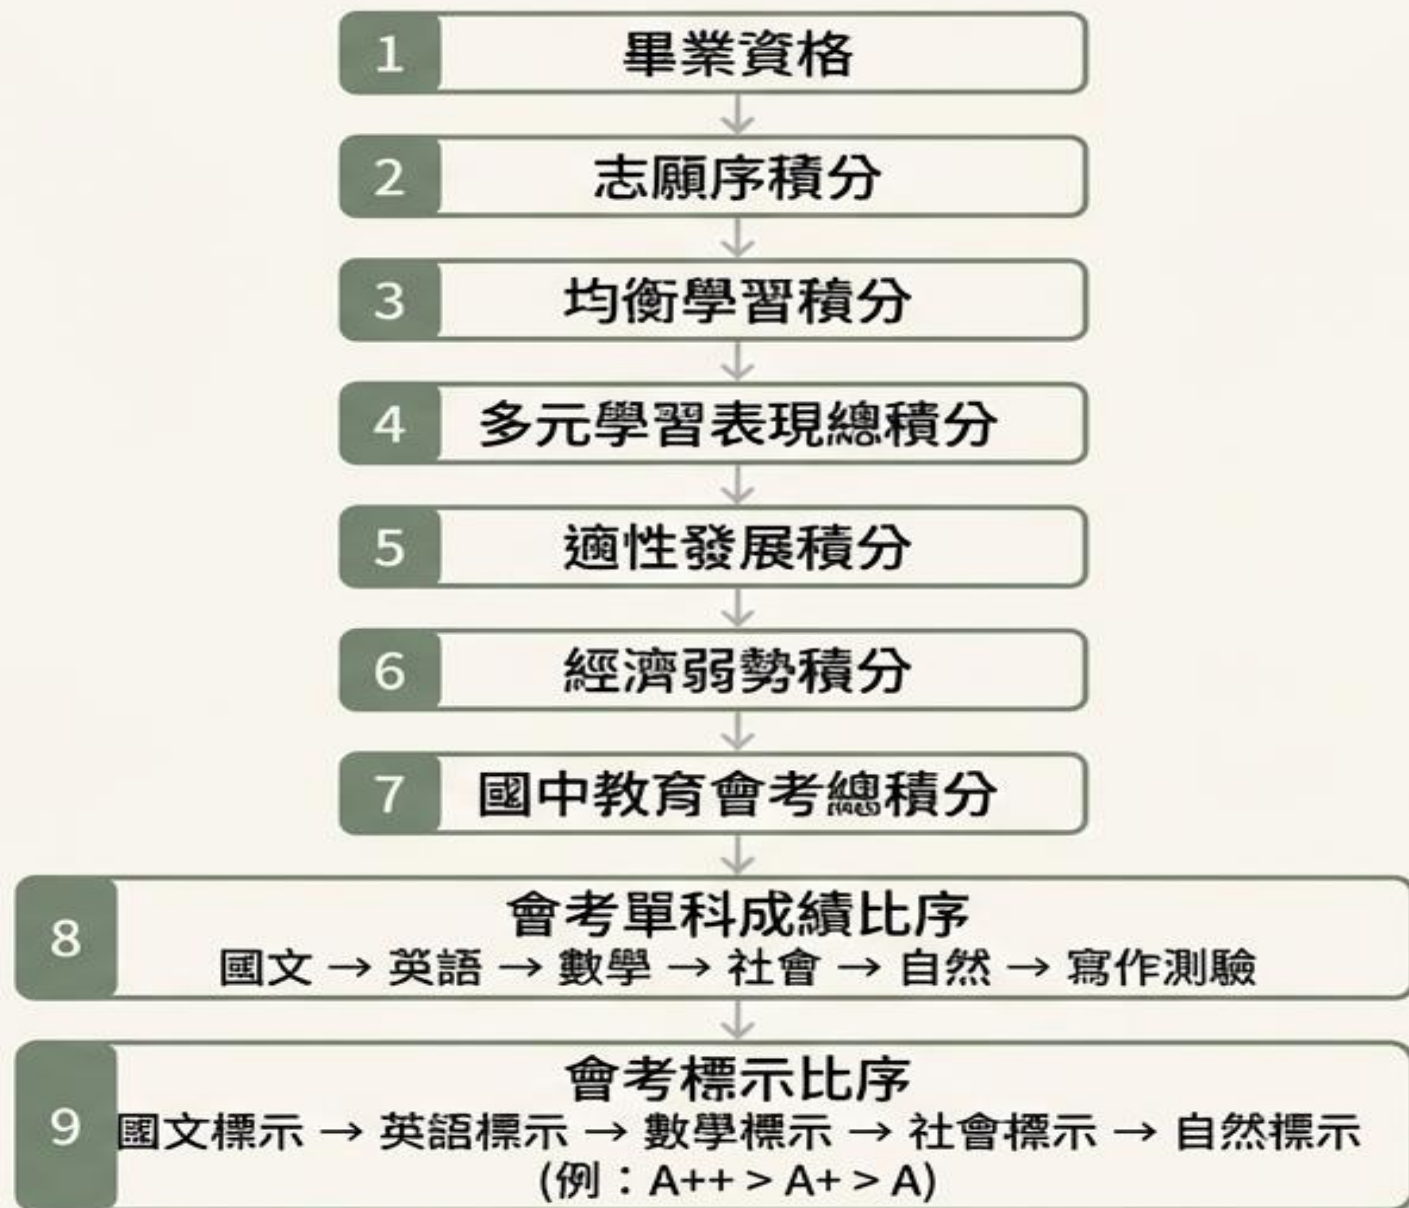 1 畢業資格
2 志願序積分
3 均衡學習積分
4 多元學習表現總積分
5 適性發展積分
6 經濟弱勢積分
7 國中教育會考總積分
8 會考單科成績比序
國文 → 英語 → 數學 → 社會 → 自然 → 寫作測驗
會考標示比序
9 國文標示 → 英語標示 → 數學標示 → 社會標示 → 自然標示
(例：A++ > A+ > A)